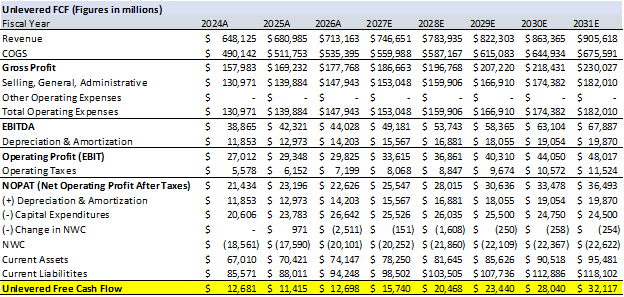 Unlevered FCF (Figures in millions)
Fiscal Year 2024A 2025A 2026A 2027E 2028E 2029E 2030E 2031E
Revenue $ 648,125 $ 680,985 $ 713,163 $ 746,651 $ 783,935 $ 822,303 $ 863,365 $ 905,618
COGS $ 490,142 $ 511,753 $ 535,395 $ 559,988 $ 587,167 $ 615,083 $ 644,934 $ 675,591
Gross Profit $ 157,983 $ 169,232 $ 177,768 $ 186,663 $ 196,768 $ 207,220 $ 218,431 $ 230,027
Selling, General, Administrative $ 130,971 $ 139,884 $ 147,943 $ 153,048 $ 159,906 $ 166,910 $ 174,382 $ 182,010
Other Operating Expenses $ - $ - $ - $ - $ - $ - $ - $ -
Total Operating Expenses $ 130,971 $ 139,884 $ 147,943 $ 153,048 $ 159,906 $ 166,910 $ 174,382 $ 182,010
EBITDA $ 38,865 $ 42,321 $ 44,028 $ 49,181 $ 53,743 $ 58,365 $ 63,104 $ 67,887
Depreciation & Amortization $ 11,853 $ 12,973 $ 14,203 $ 15,567 $ 16,881 $ 18,055 $ 19,054 $ 19,870
Operating Profit (EBIT) $ 27,012 $ 29,348 $ 29,825 $ 33,615 $ 36,861 $ 40,310 $ 44,050 $ 48,017
Operating Taxes $ 5,578 $ 6,152 $ 7,199 $ 8,068 $ 8,847 $ 9,674 $ 10,572 $ 11,524
NOPAT (Net Operating Profit After Taxes) $ 21,434 $ 23,196 $ 22,626 $ 25,547 $ 28,015 $ 30,636 $ 33,478 $ 36,493
(+) Depreciation & Amortization $ 11,853 $ 12,973 $ 14,203 $ 15,567 $ 16,881 $ 18,055 $ 19,054 $ 19,870
(-) Capital Expenditures $ 20,606 $ 23,783 $ 26,642 $ 25,526 $ 26,035 $ 25,500 $ 24,750 $ 24,500
(-) Change in NWC $ - $ 971 $ (2,511) $ (151) $ (1,608) $ (250) $ (258) $ (254)
NWC $ (18,561) $ (17,590) $ (20,101) $ (20,252) $ (21,860) $ (22,109) $ (22,367) $ (22,622)
Current Assets $ 67,010 $ 70,421 $ 74,147 $ 78,250 $ 81,645 $ 85,626 $ 90,518 $ 95,481
Current Liabilitites $ 85,571 $ 88,011 $ 94,248 $ 98,502 $ 103,505 $ 107,736 $ 112,886 $ 118,102
Unlevered Free Cash Flow $ 12,681 $ 11,415 $ 12,698 $ 15,740 $ 20,468 $ 23,440 $ 28,040 $ 32,117